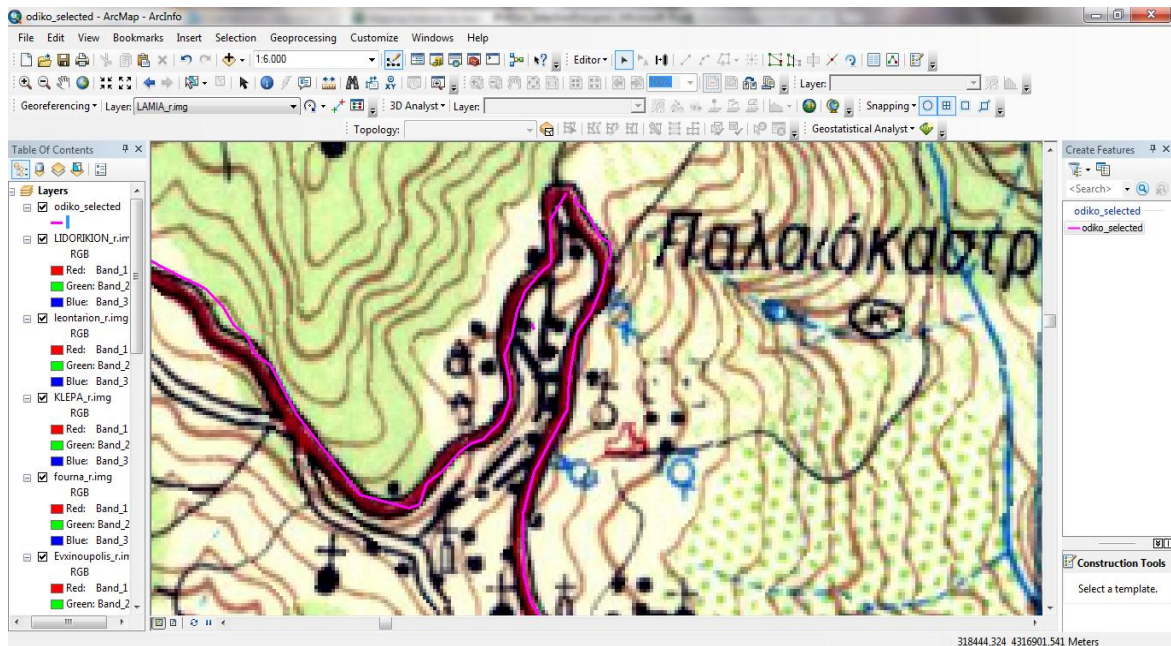 odiko_selected - ArcMap - ArcInfo
File Edit View Bookmarks Insert Selection Geoprocessing Customize Windows Help
1:6.000
Editor
Layer:
Georeferencing Layer: LAMIA_r.img
3D Analyst Layer:
Snapping
Topology:
Geostatistical Analyst
Table Of Contents
Layers
odiko_selected
LIDORIKION_r.im
RGB
Red: Band_1
Green: Band_2
Blue: Band_3
leontarion_r.img
RGB
Red: Band_1
Green: Band_2
Blue: Band_3
KLEPA_r.img
RGB
Red: Band_1
Green: Band_2
Blue: Band_3
fourna_r.img
RGB
Red: Band_1
Green: Band_2
Blue: Band_3
Evxinoupolis_r.im
RGB
Red: Band_1
Green: Band_2
Παλαιόκαστρ
Create Features
<Search>
odiko_selected
odiko_selected
Construction Tools
Select a template.
318444,324 4316901,541 Meters